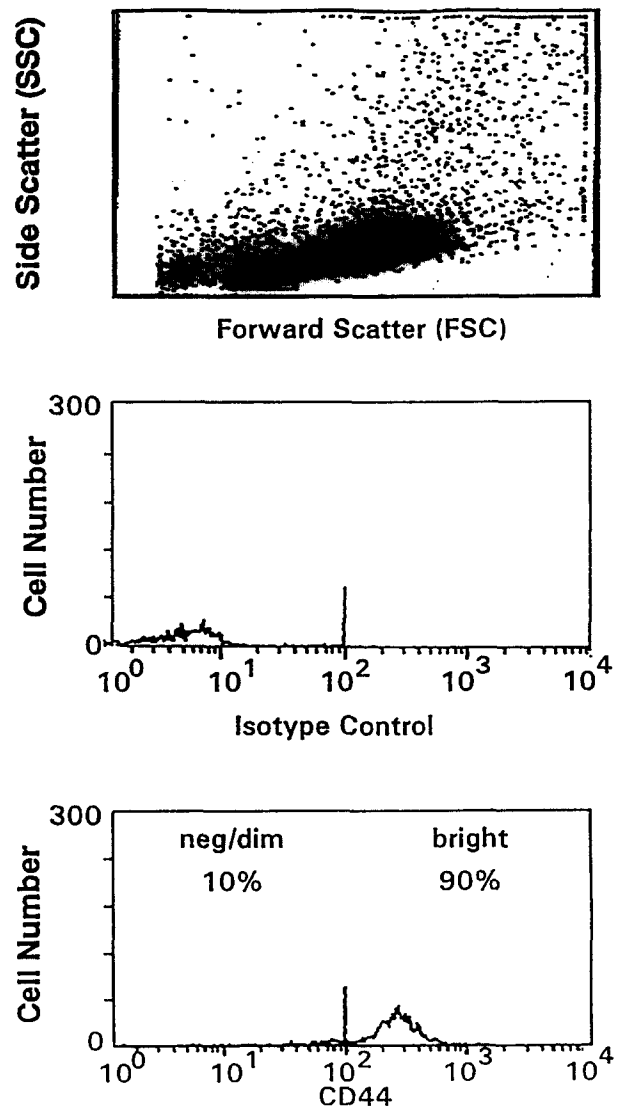 Side Scatter (SSC)
Forward Scatter (FSC)
300
Cell Number
0
10^0 10^1 10^2 10^3 10^4
Isotype Control
300
neg/dim bright
10% 90%
Cell Number
0
10^0 10^1 10^2 10^3 10^4
CD44